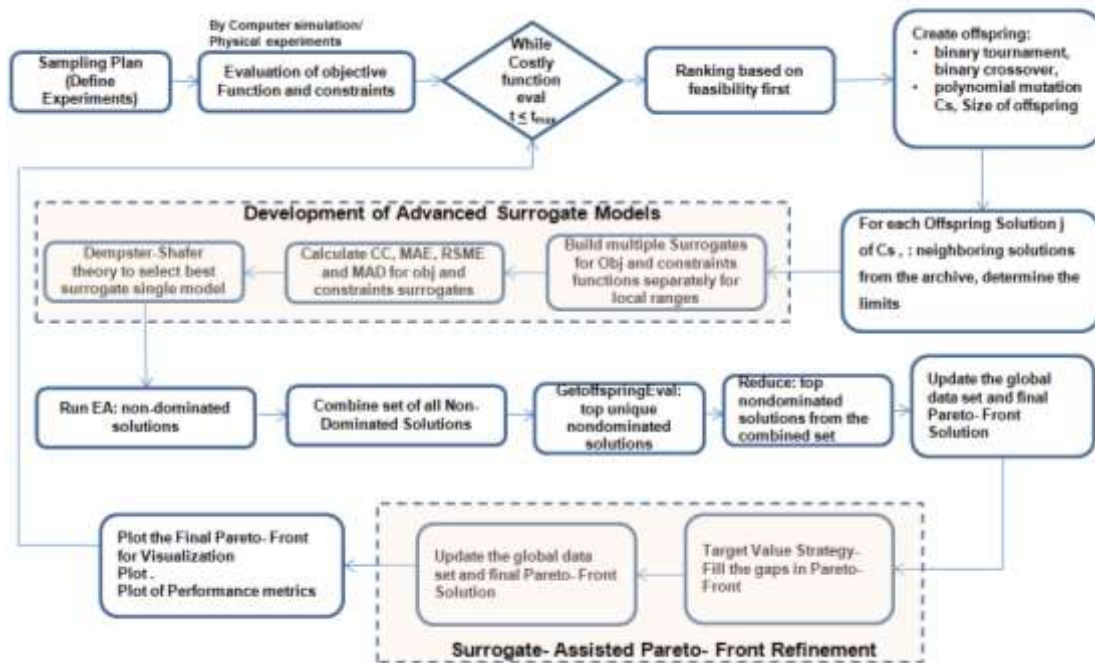 By Computer simulation/
Physical experiments
Sampling Plan
(Define
Experiments)
Evaluation of objective
Function and constraints
While
Costly
function
eval
t ≤ tmax
Ranking based on
feasibility first
Create offspring:
• binary tournament,
binary crossover,
• polynomial mutation
Cs, Size of offspring
Development of Advanced Surrogate Models
Dempster-Shafer
theory to select best
surrogate single model
Calculate CC, MAE, RSME
and MAD for obj and
constraints surrogates
Build multiple Surrogates
for Obj and constraints
functions separately for
local ranges
For each Offspring Solution j
of Cs , : neighboring solutions
from the archive, determine the
limits
Run EA: non-dominated
solutions
Combine set of all Non-
Dominated Solutions
GetoffspringEval:
top unique
nondominated
solutions
Reduce: top
nondominated
solutions from the
combined set
Update the global
data set and final
Pareto- Front
Solution
Plot the Final Pareto- Front
for Visualization
Plot .
Plot of Performance metrics
Update the global data
set and final Pareto- Front
Solution
Target Value Strategy-
Fill the gaps in Pareto-
Front
Surrogate- Assisted Pareto- Front Refinement